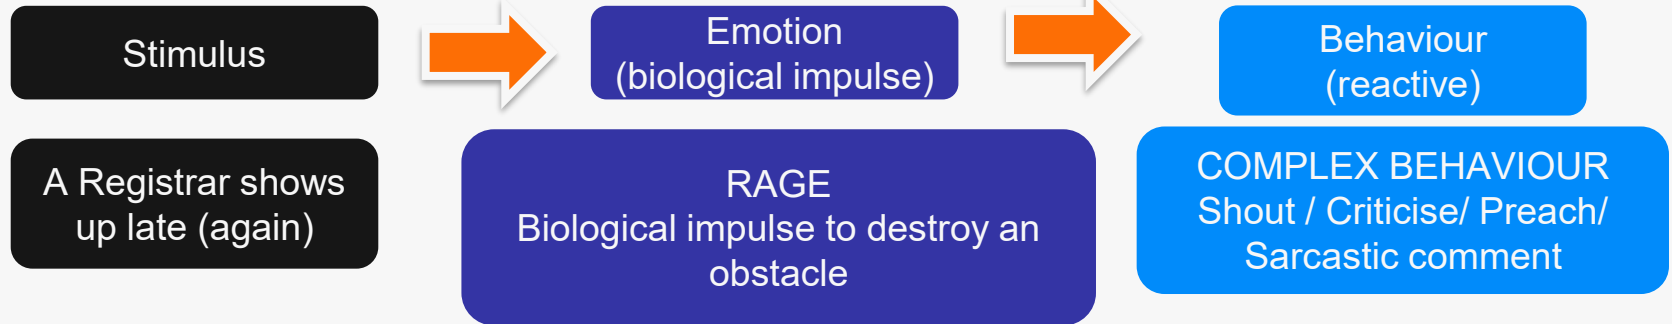 Stimulus
Emotion
(biological impulse)
Behaviour
(reactive)
A Registrar shows
up late (again)
RAGE
Biological impulse to destroy an
obstacle
COMPLEX BEHAVIOUR
Shout / Criticise/ Preach/
Sarcastic comment